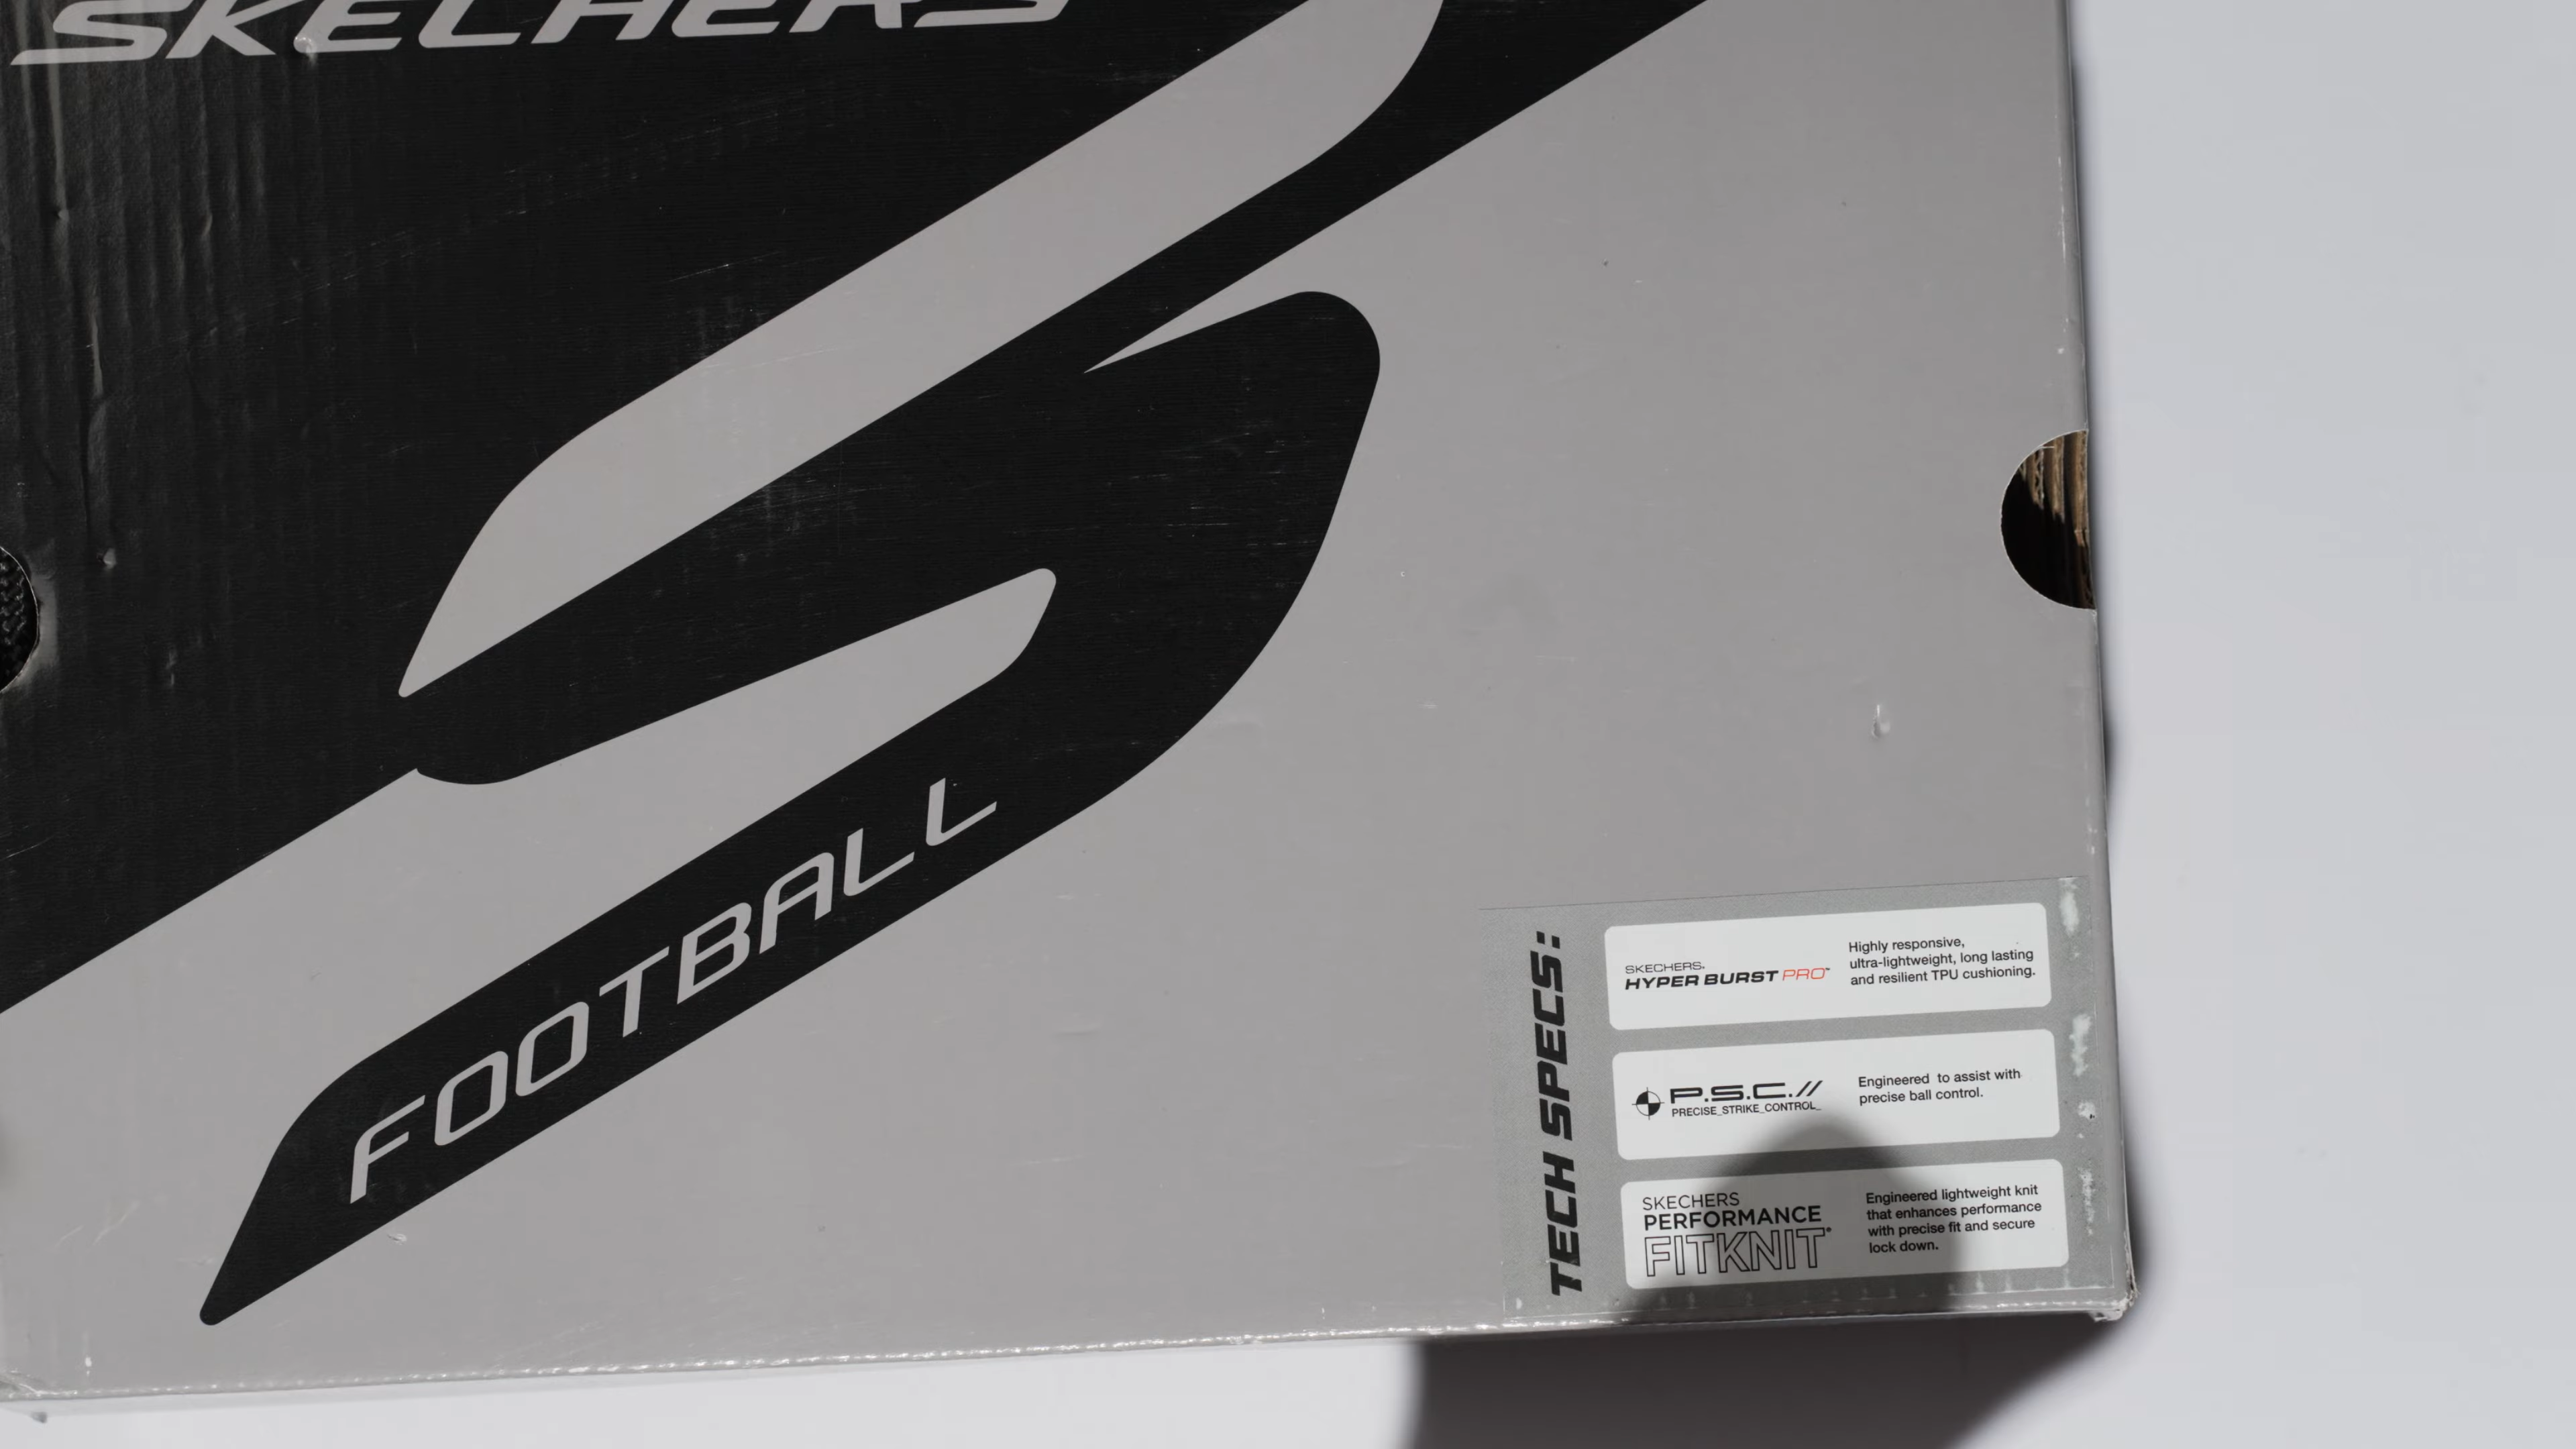 SKECHERS
FOOTBALL
TECH SPECS:
SKECHERS.
HYPER BURST PRO™
Highly responsive,
ultra-lightweight, long lasting
and resilient TPU cushioning.
P.S.C.//
PRECISE_STRIKE_CONTROL_
Engineered to assist with
precise ball control.
SKECHERS
PERFORMANCE
FITKNIT®
Engineered lightweight knit
that enhances performance
with precise fit and secure
lock down.